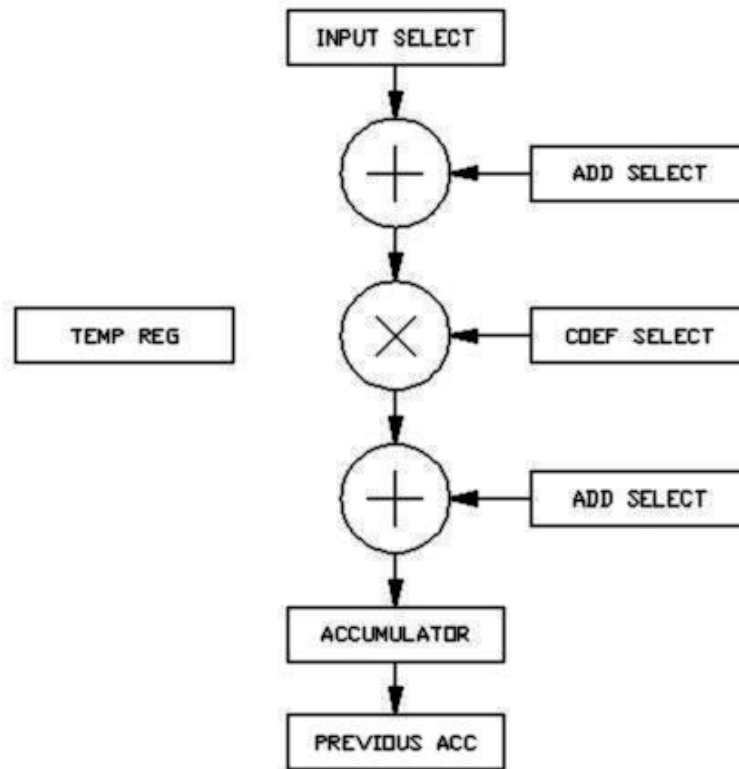 INPUT SELECT
ADD SELECT
TEMP REG
COEF SELECT
ADD SELECT
ACCUMULATOR
PREVIOUS ACC